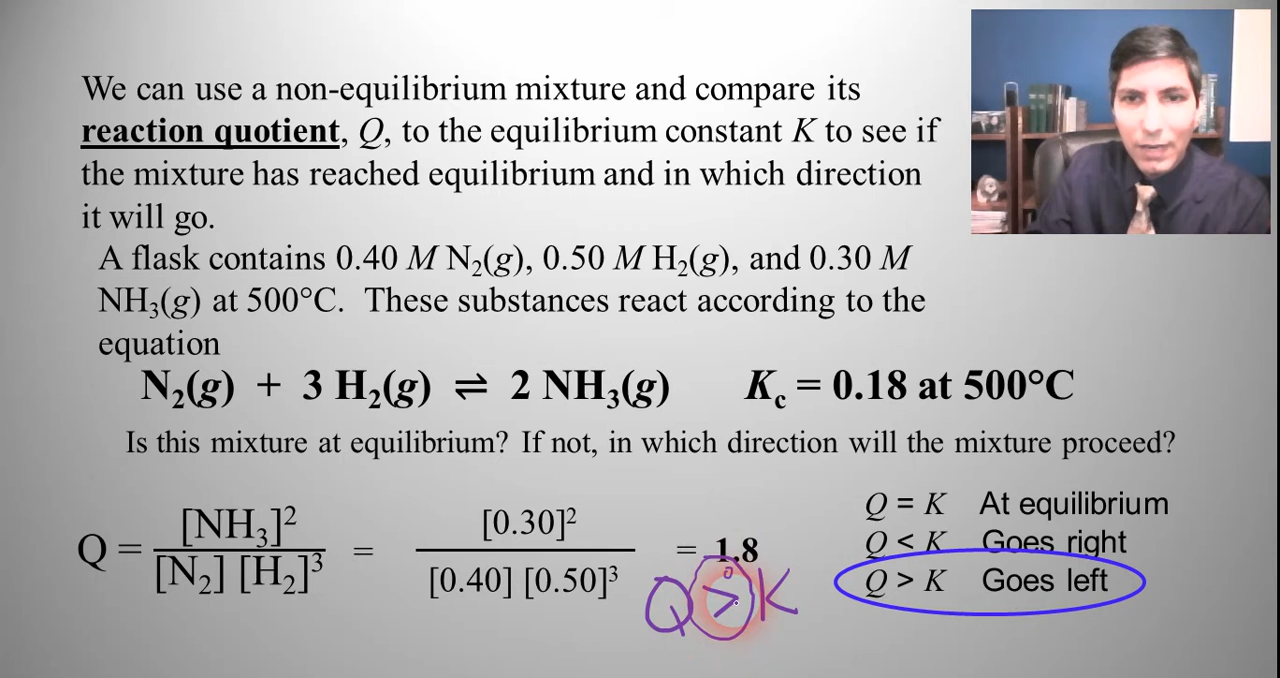 We can use a non-equilibrium mixture and compare its
reaction quotient, Q, to the equilibrium constant K to see if
the mixture has reached equilibrium and in which direction
it will go.
A flask contains 0.40 M N₂(g), 0.50 M H₂(g), and 0.30 M
NH₃(g) at 500°C. These substances react according to the
equation
N₂(g) + 3 H₂(g) ⇌ 2 NH₃(g) K꜀ = 0.18 at 500°C
Is this mixture at equilibrium? If not, in which direction will the mixture proceed?
Q = [NH₃]² / [N₂] [H₂]³ = [0.30]² / [0.40] [0.50]³ = 1.8
Q > K
Q = K At equilibrium
Q < K Goes right
Q > K Goes left